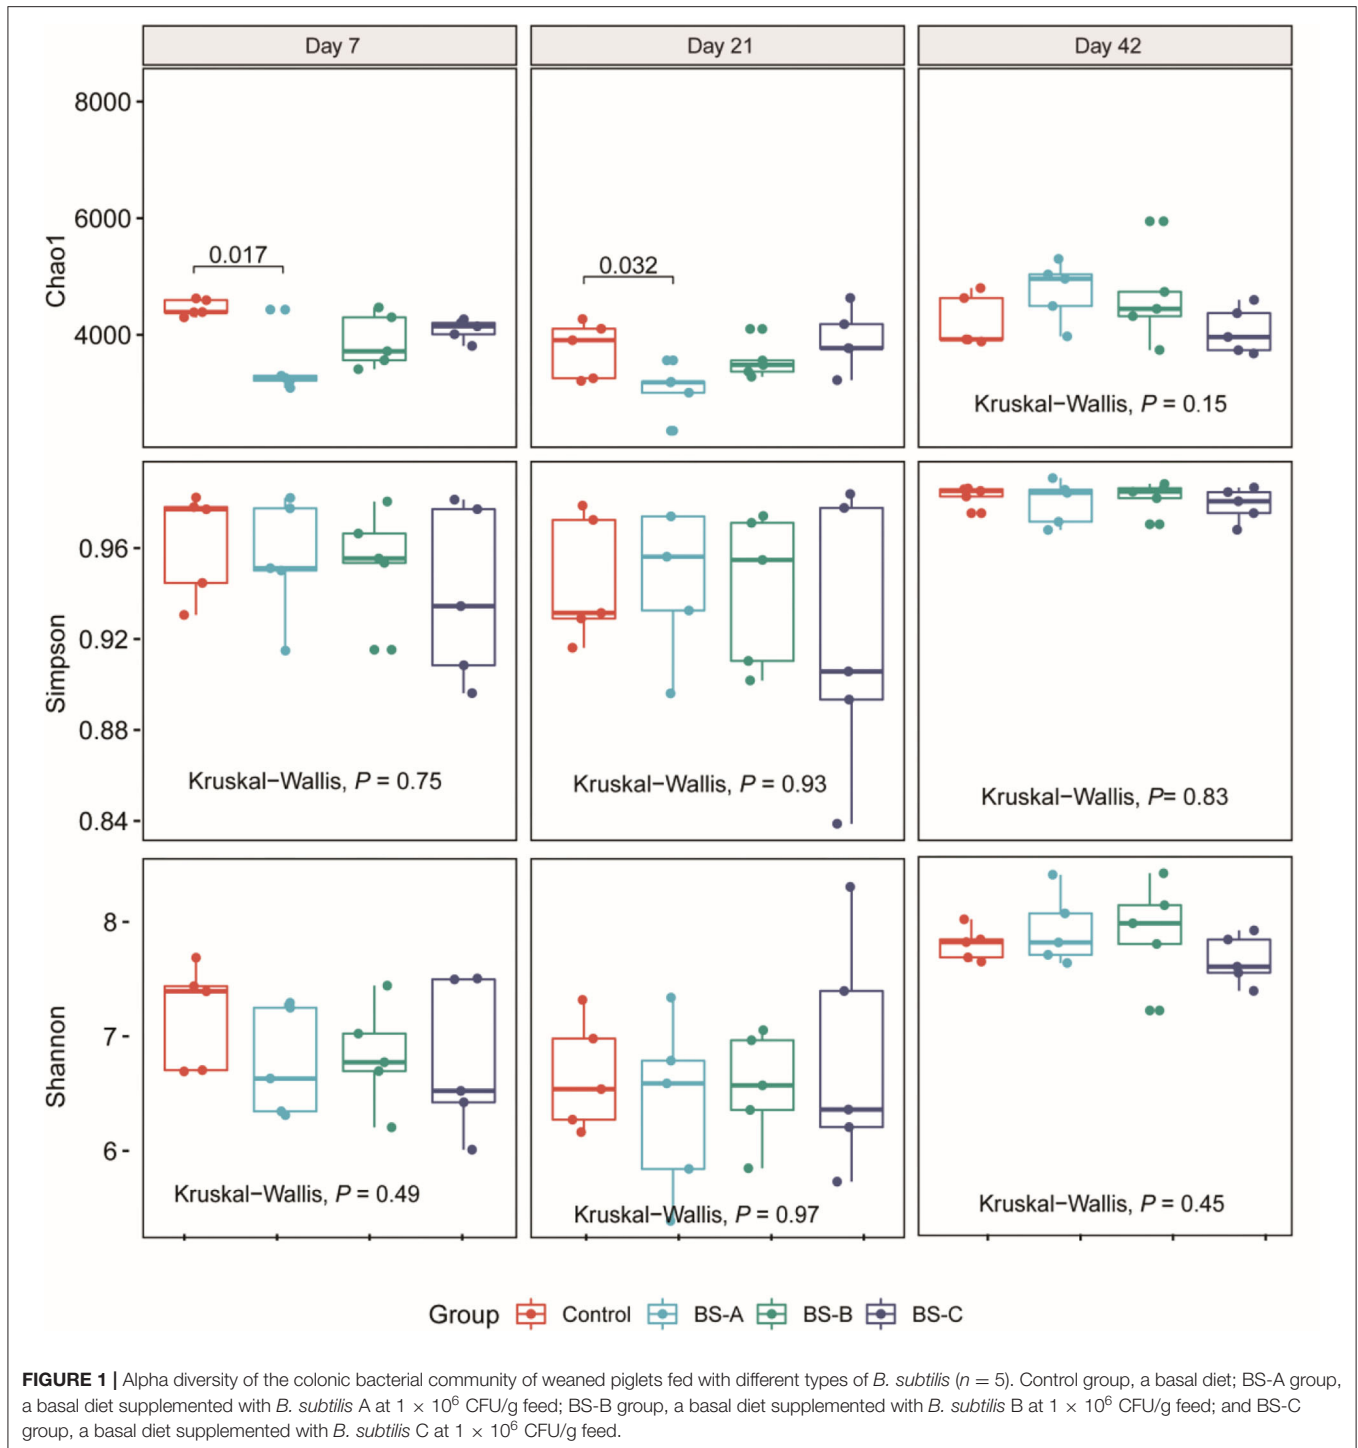 Day 7
Day 21
Day 42
Chao1
8000
6000
4000
0.017
0.032
Kruskal−Wallis, P = 0.15
Simpson
0.96
0.92
0.88
0.84
Kruskal−Wallis, P = 0.75
Kruskal−Wallis, P = 0.93
Kruskal−Wallis, P= 0.83
Shannon
8
7
6
Kruskal−Wallis, P = 0.49
Kruskal−Wallis, P = 0.97
Kruskal−Wallis, P = 0.45
Group Control BS-A BS-B BS-C
FIGURE 1 | Alpha diversity of the colonic bacterial community of weaned piglets fed with different types of B. subtilis (n = 5). Control group, a basal diet; BS-A group,
a basal diet supplemented with B. subtilis A at 1 × 10⁶ CFU/g feed; BS-B group, a basal diet supplemented with B. subtilis B at 1 × 10⁶ CFU/g feed; and BS-C
group, a basal diet supplemented with B. subtilis C at 1 × 10⁶ CFU/g feed.